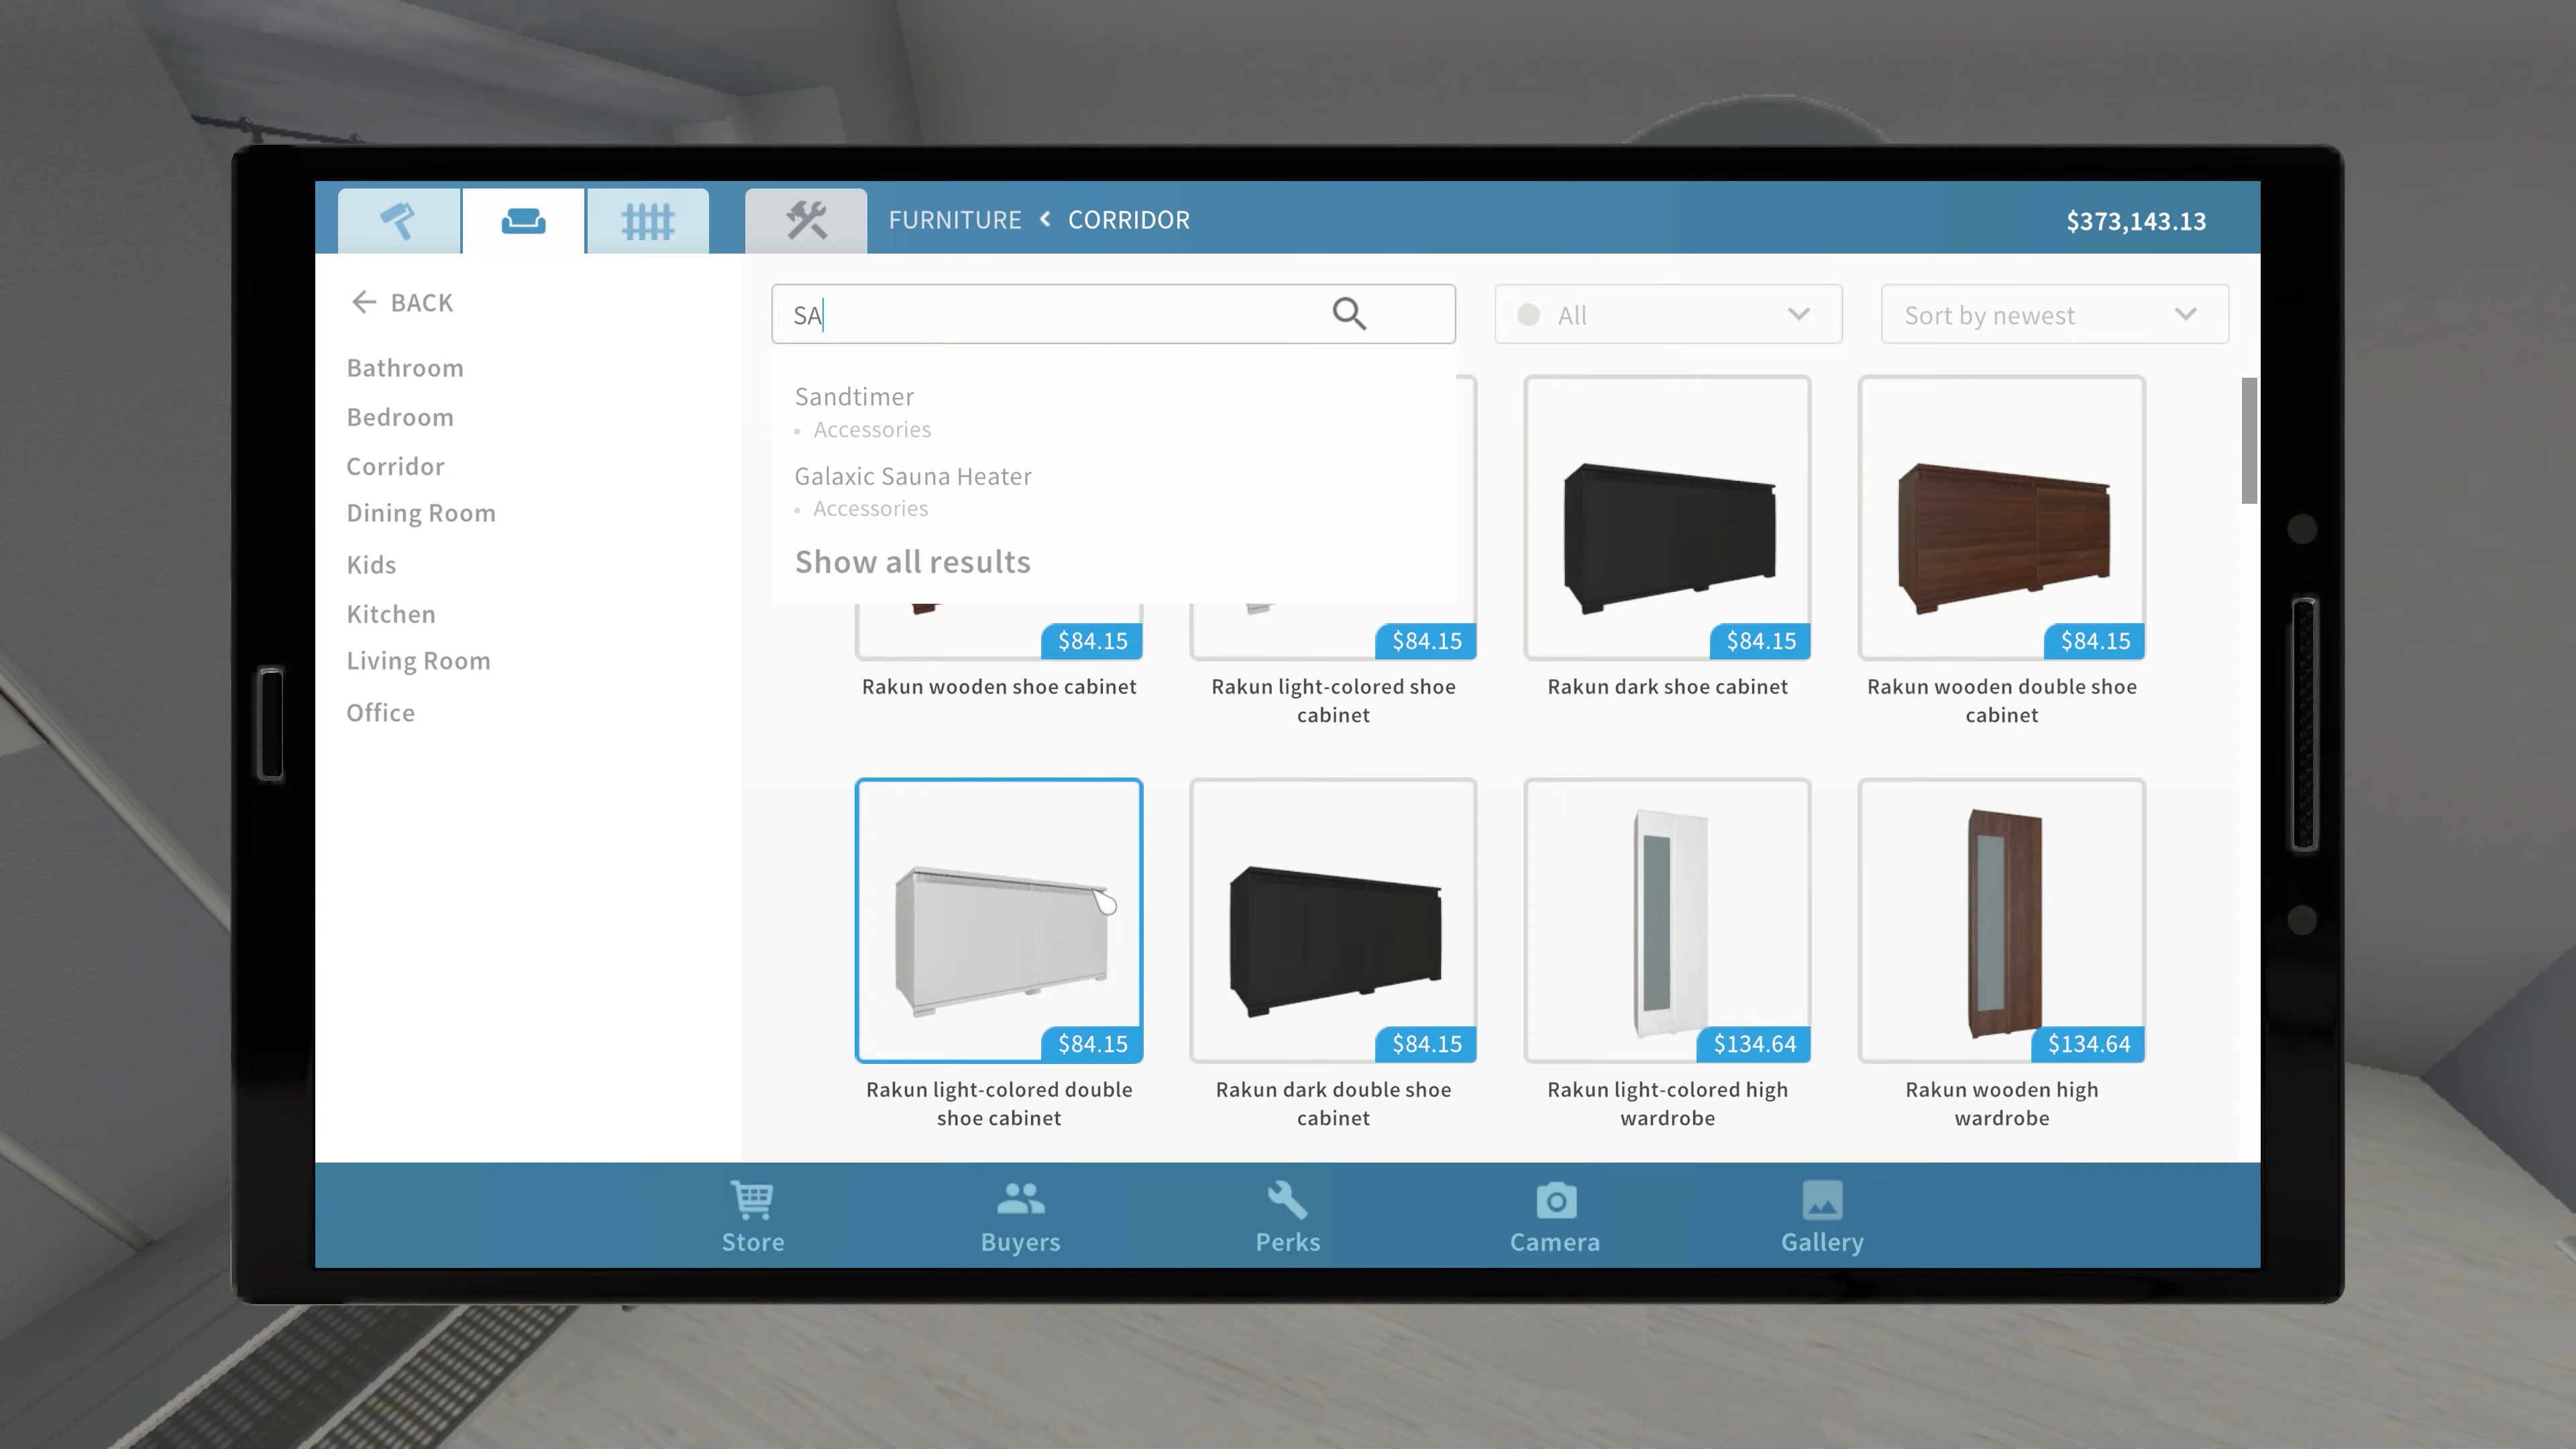 FURNITURE < CORRIDOR
$373,143.13
BACK
Bathroom
Bedroom
Corridor
Dining Room
Kids
Kitchen
Living Room
Office
SA
All
Sort by newest
Sandtimer
• Accessories
Galaxic Sauna Heater
• Accessories
Show all results
$84.15
$84.15
$84.15
$84.15
Rakun wooden shoe cabinet
Rakun light-colored shoe
cabinet
Rakun dark shoe cabinet
Rakun wooden double shoe
cabinet
$84.15
$84.15
$134.64
$134.64
Rakun light-colored double
shoe cabinet
Rakun dark double shoe
cabinet
Rakun light-colored high
wardrobe
Rakun wooden high
wardrobe
Store
Buyers
Perks
Camera
Gallery